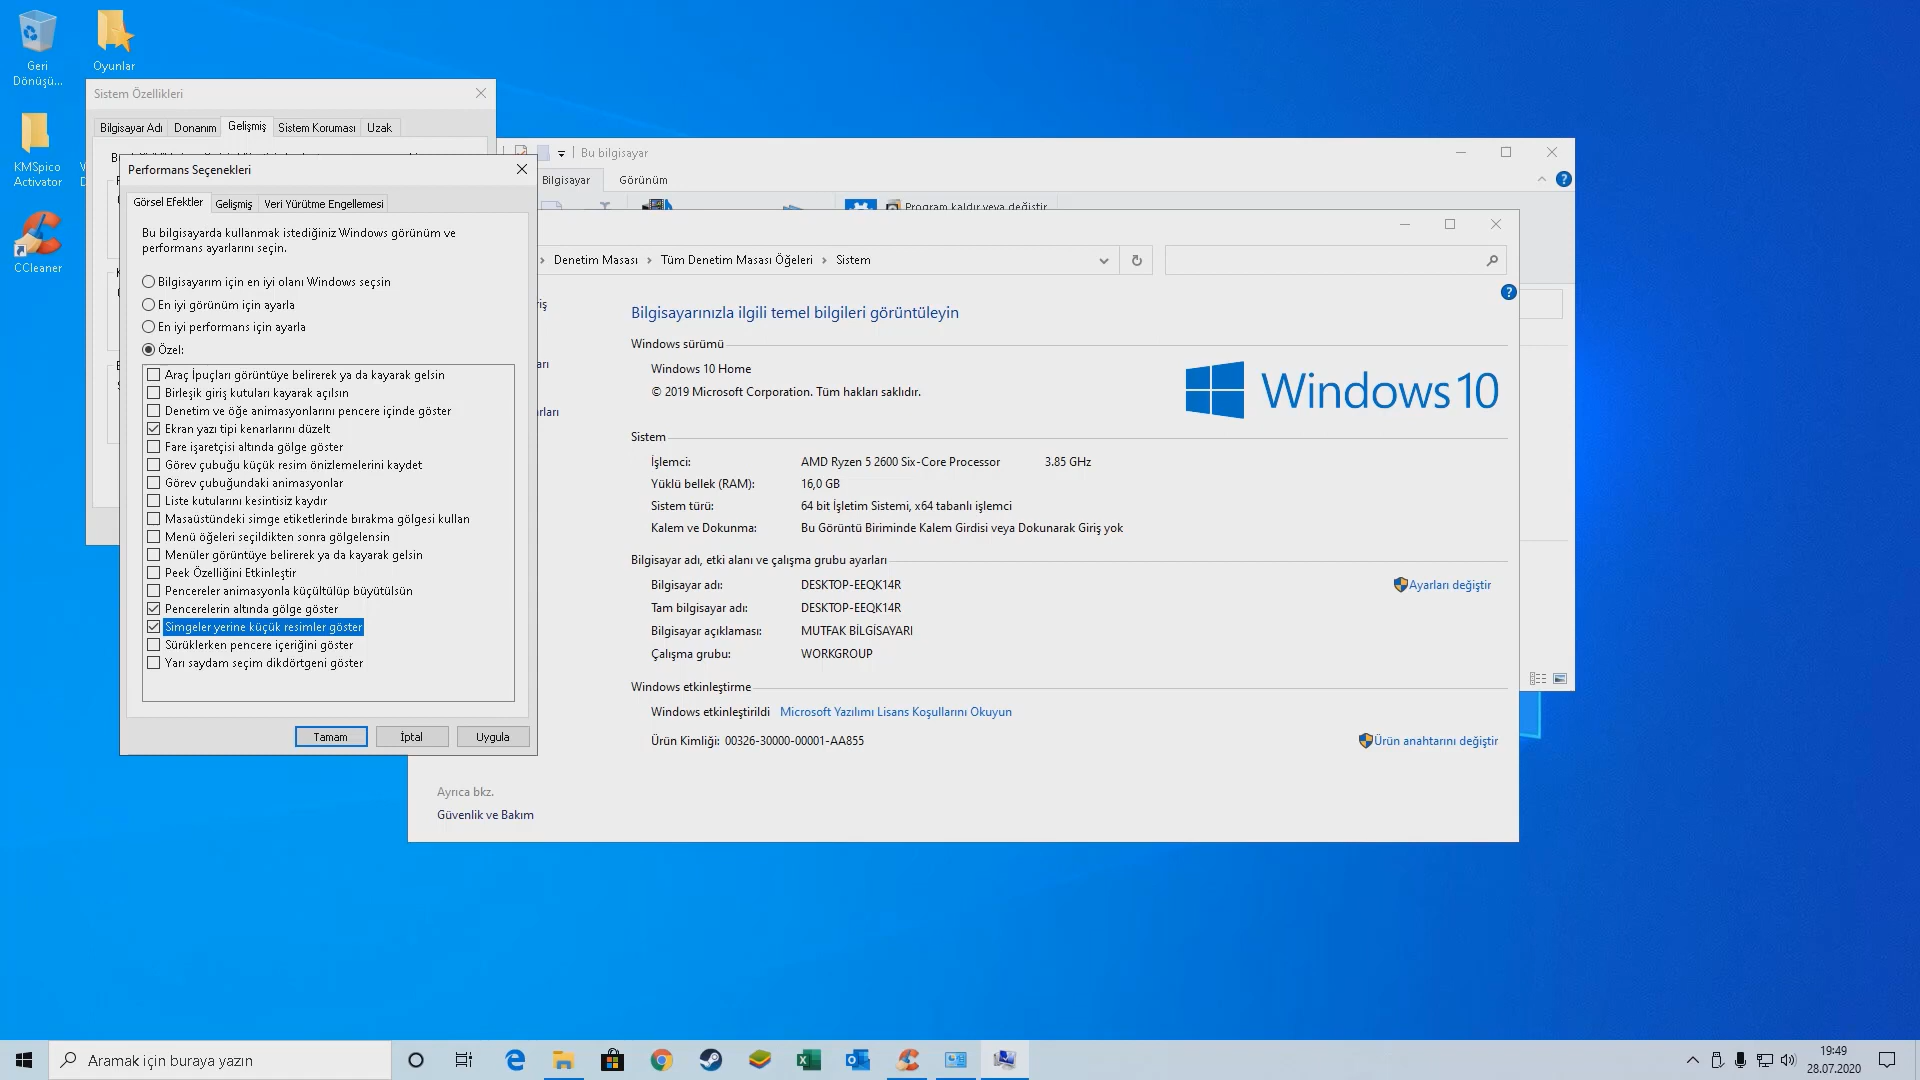 Geri
Dönüşü...
Oyunlar
KMSpico
Activator
CCleaner
Sistem Özellikleri
Bilgisayar Adı
Donanım
Gelişmiş
Sistem Koruması
Uzak
Performans Seçenekleri
Görsel Efektler
Gelişmiş
Veri Yürütme Engellemesi
Bu bilgisayarda kullanmak istediğiniz Windows görünüm ve
performans ayarlarını seçin.
Bilgisayarım için en iyi olanı Windows seçsin
En iyi görünüm için ayarla
En iyi performans için ayarla
Özel:
Araç İpuçları görüntüye belirerek ya da kayarak gelsin
Birleşik giriş kutuları kayarak açılsın
Denetim ve öğe animasyonlarını pencere içinde göster
Ekran yazı tipi kenarlarını düzelt
Fare işaretçisi altında gölge göster
Görev çubuğu küçük resim önizlemelerini kaydet
Görev çubuğundaki animasyonlar
Liste kutularını kesintisiz kaydır
Masaüstündeki simge etiketlerinde bırakma gölgesi kullan
Menü öğeleri seçildikten sonra gölgelensin
Menüler görüntüye belirerek ya da kayarak gelsin
Peek Özelliğini Etkinleştir
Pencereler animasyonla küçültülüp büyütülsün
Pencerelerin altında gölge göster
Simgeler yerine küçük resimler göster
Sürüklerken pencere içeriğini göster
Yarı saydam seçim dikdörtgeni göster
Tamam
İptal
Uygula
Bu bilgisayar
Bilgisayar
Görünüm
Program kaldır veya değiştir
Denetim Masası
Tüm Denetim Masası Öğeleri
Sistem
Bilgisayarınızla ilgili temel bilgileri görüntüleyin
Windows sürümü
Windows 10 Home
© 2019 Microsoft Corporation. Tüm hakları saklıdır.
Windows 10
Sistem
İşlemci: AMD Ryzen 5 2600 Six-Core Processor 3.85 GHz
Yüklü bellek (RAM): 16,0 GB
Sistem türü: 64 bit İşletim Sistemi, x64 tabanlı işlemci
Kalem ve Dokunma: Bu Görüntü Biriminde Kalem Girdisi veya Dokunarak Giriş yok
Bilgisayar adı, etki alanı ve çalışma grubu ayarları
Bilgisayar adı: DESKTOP-EEQK14R
Ayarları değiştir
Tam bilgisayar adı: DESKTOP-EEQK14R
Bilgisayar açıklaması: MUTFAK BİLGİSAYARI
Çalışma grubu: WORKGROUP
Windows etkinleştirme
Windows etkinleştirildi Microsoft Yazılımı Lisans Koşullarını Okuyun
Ürün Kimliği: 00326-30000-00001-AA855
Ürün anahtarını değiştir
Ayrıca bkz.
Güvenlik ve Bakım
Aramak için buraya yazın
19:49
28.07.2020